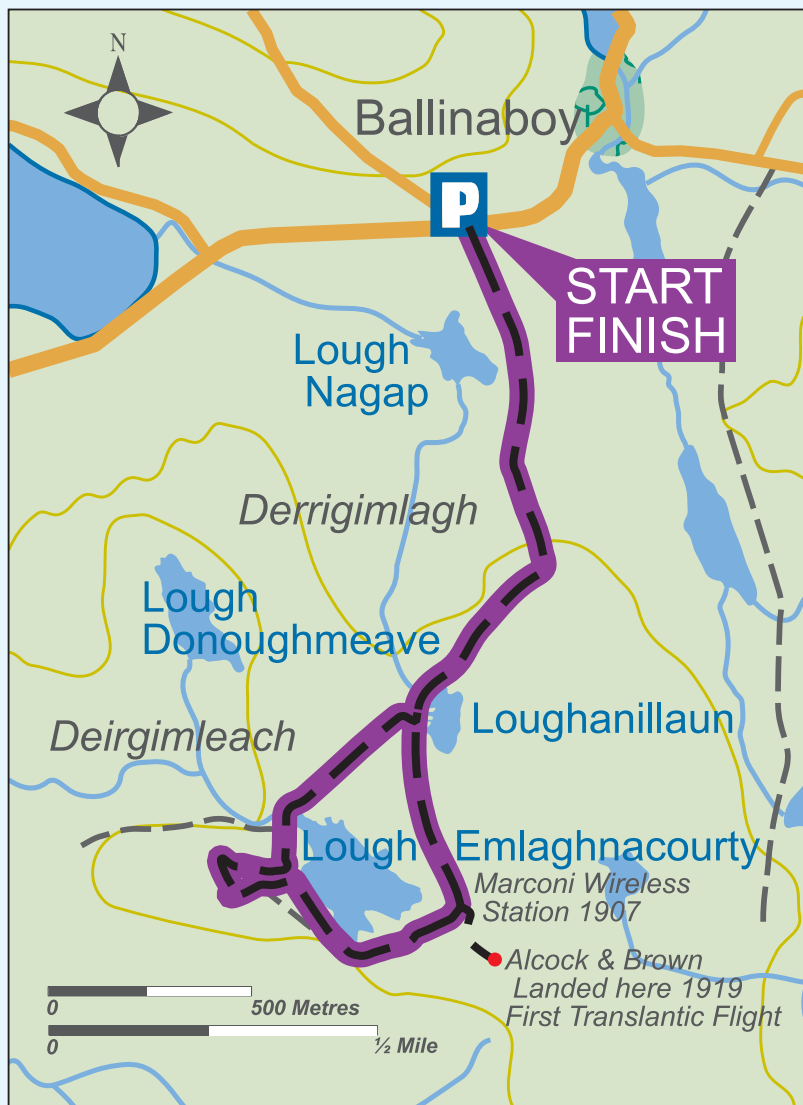 N
Ballinaboy
P
START
FINISH
Lough
Nagap
Derrigimlagh
Lough
Donoughmeave
Deirgimleach
Loughanillaun
Lough Emlaghnacourty
Marconi Wireless
Station 1907
Alcock & Brown
Landed here 1919
First Translantic Flight
0 500 Metres
0 ½ Mile